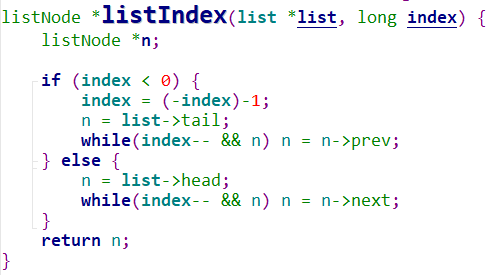 listNode *listIndex(list *list, long index) {
    listNode *n;

    if (index < 0) {
        index = (-index)-1;
        n = list->tail;
        while(index-- && n) n = n->prev;
    } else {
        n = list->head;
        while(index-- && n) n = n->next;
    }
    return n;
}